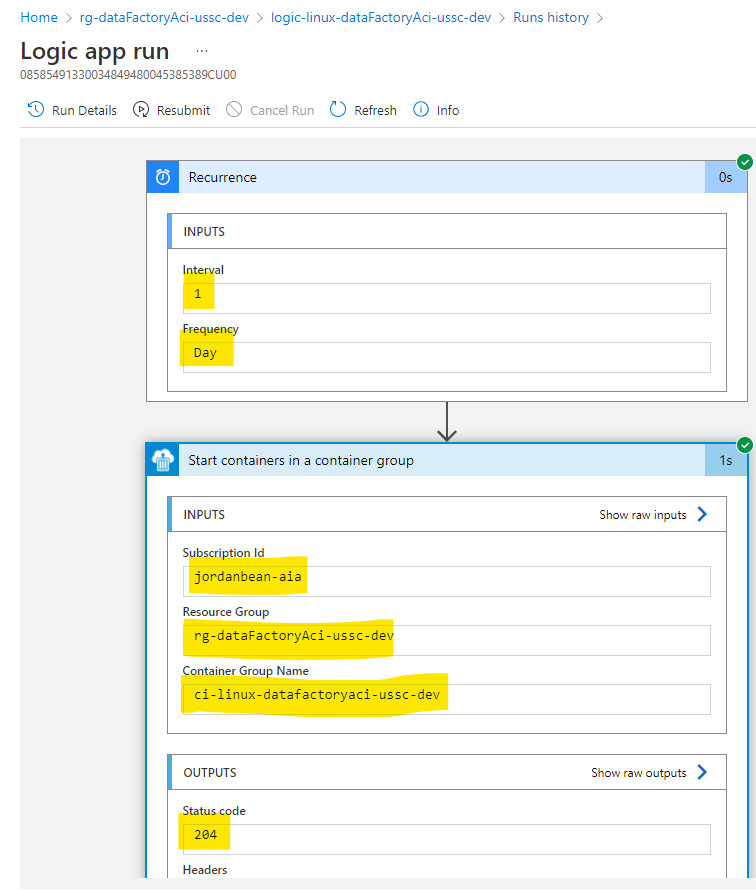 Home > rg-dataFactoryAci-ussc-dev > logic-linux-dataFactoryAci-ussc-dev > Runs history >
Logic app run ...
08585491330034849480045385389CU00
Run Details Resubmit Cancel Run Refresh Info
Recurrence 0s
INPUTS
Interval
1
Frequency
Day
Start containers in a container group 1s
INPUTS Show raw inputs >
Subscription Id
jordanbean-aia
Resource Group
rg-dataFactoryAci-ussc-dev
Container Group Name
ci-linux-datafactoryaci-ussc-dev
OUTPUTS Show raw outputs >
Status code
204
Headers